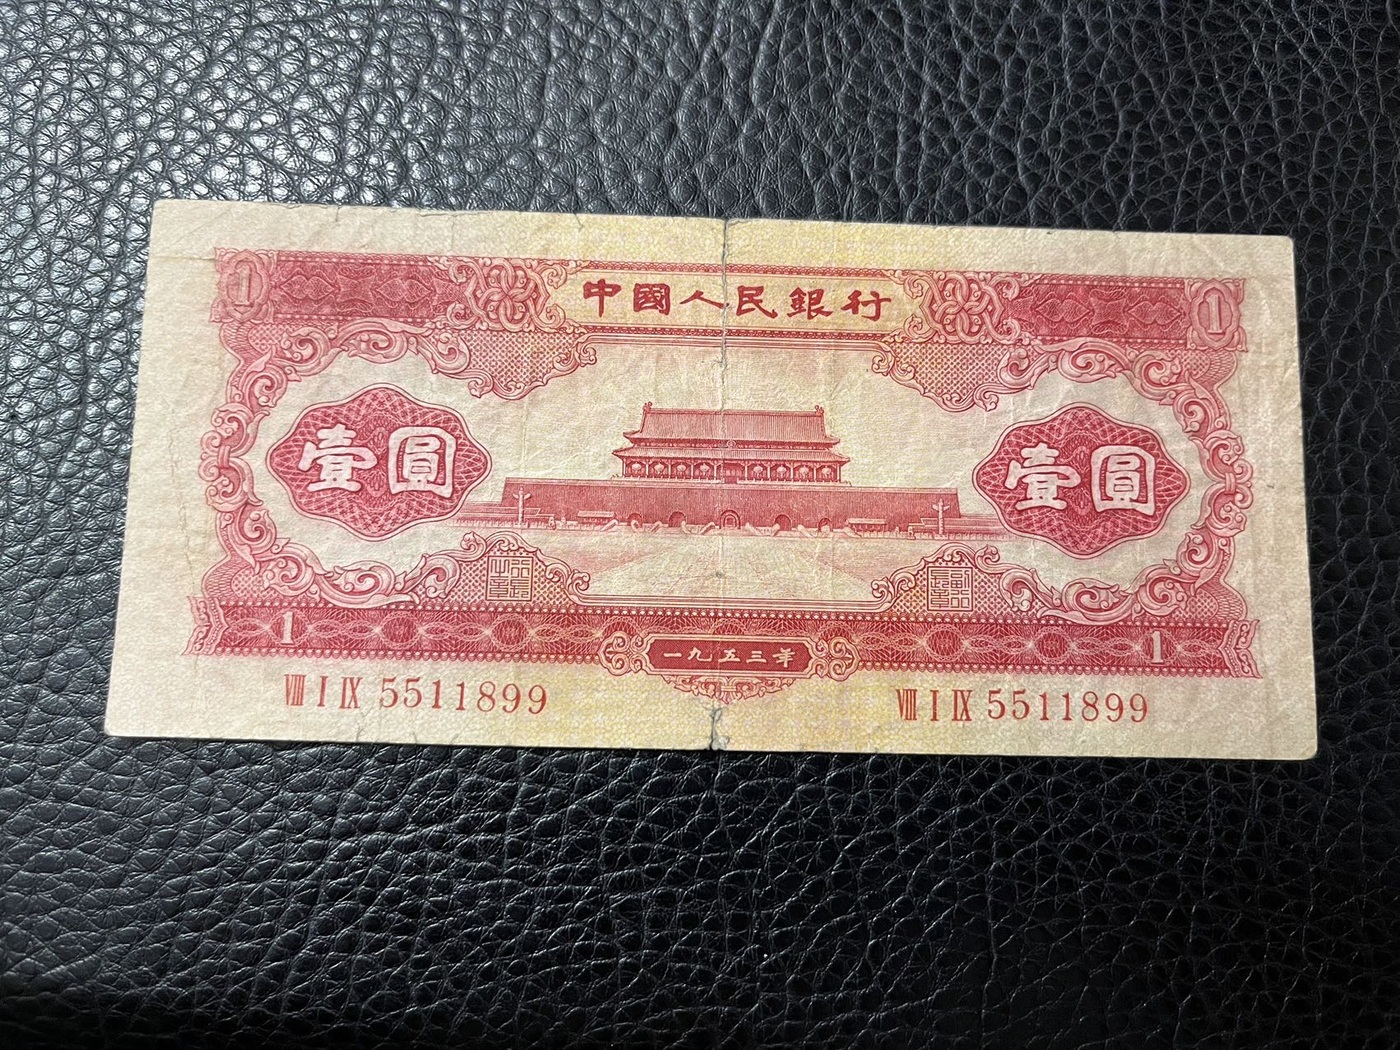 1 中國人民銀行 1
壹圓 壹圓
1 一九五三年 1
VIII I IX 5511899 VIII I IX 5511899